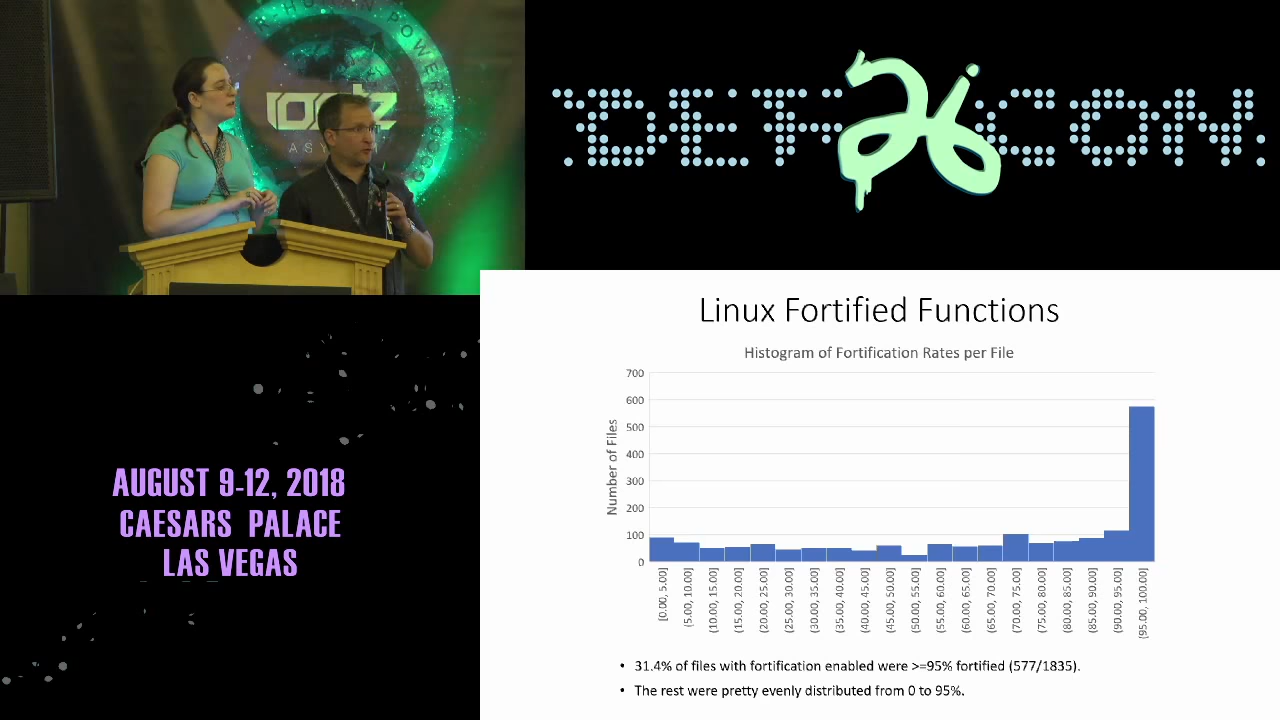 R-HUMAN POWER
rootz
ASY
DEF 26 CON
AUGUST 9-12, 2018
CAESARS PALACE
LAS VEGAS
Linux Fortified Functions
Histogram of Fortification Rates per File
Number of Files
700
600
500
400
300
200
100
0
[0.00, 5.00]
(5.00, 10.00]
(10.00, 15.00]
(15.00, 20.00]
(20.00, 25.00]
(25.00, 30.00]
(30.00, 35.00]
(35.00, 40.00]
(40.00, 45.00]
(45.00, 50.00]
(50.00, 55.00]
(55.00, 60.00]
(60.00, 65.00]
(65.00, 70.00]
(70.00, 75.00]
(75.00, 80.00]
(80.00, 85.00]
(85.00, 90.00]
(90.00, 95.00]
(95.00, 100.00]
• 31.4% of files with fortification enabled were >=95% fortified (577/1835).
• The rest were pretty evenly distributed from 0 to 95%.